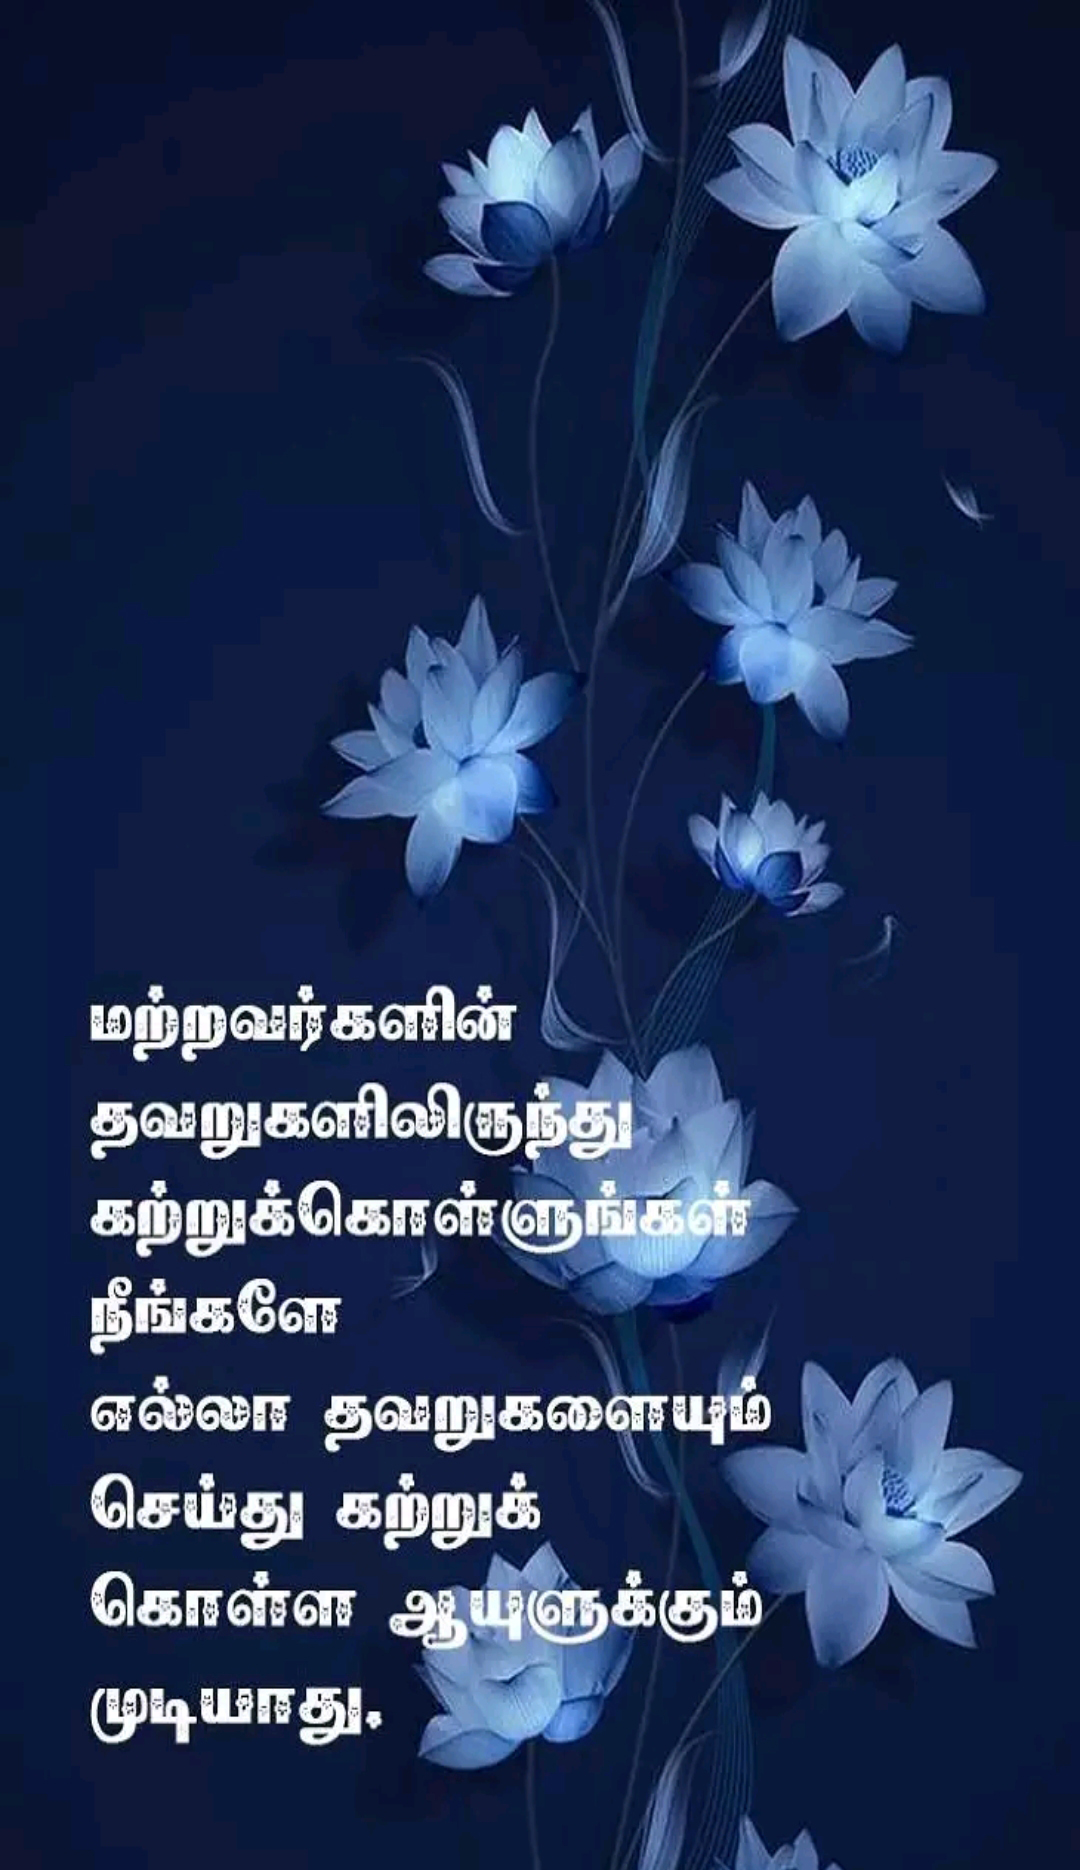 மற்றவர்களின்
தவறுகளிலிருந்து
கற்றுக்கொள்ளுங்கள்
நீங்களே
எல்லா தவறுகளையும்
செய்து கற்றுக்
கொள்ள ஆயுளுக்கும்
முடியாது.